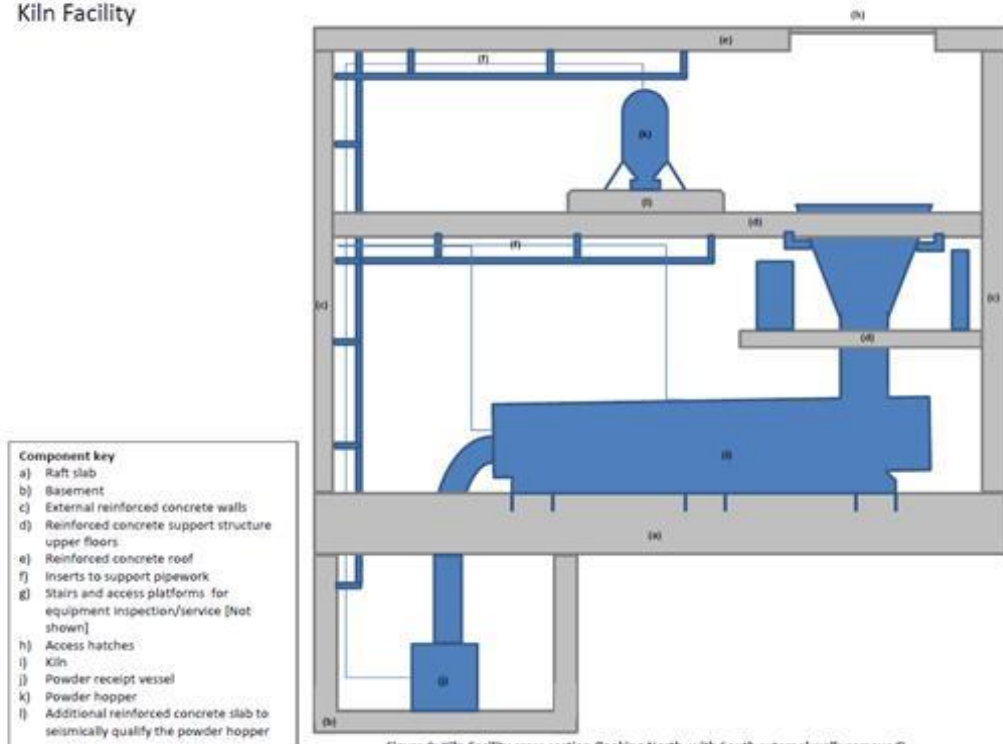 Kiln Facility
(h)
(e)
(f)
(k)
(l)
(d)
(f)
(c)
(c)
(d)
(i)
(a)
(j)
(b)
Component key
a) Raft slab
b) Basement
c) External reinforced concrete walls
d) Reinforced concrete support structure
upper floors
e) Reinforced concrete roof
f) Inserts to support pipework
g) Stairs and access platforms for
equipment inspection/service [Not
shown]
h) Access hatches
i) Kiln
j) Powder receipt vessel
k) Powder hopper
l) Additional reinforced concrete slab to
seismically qualify the powder hopper